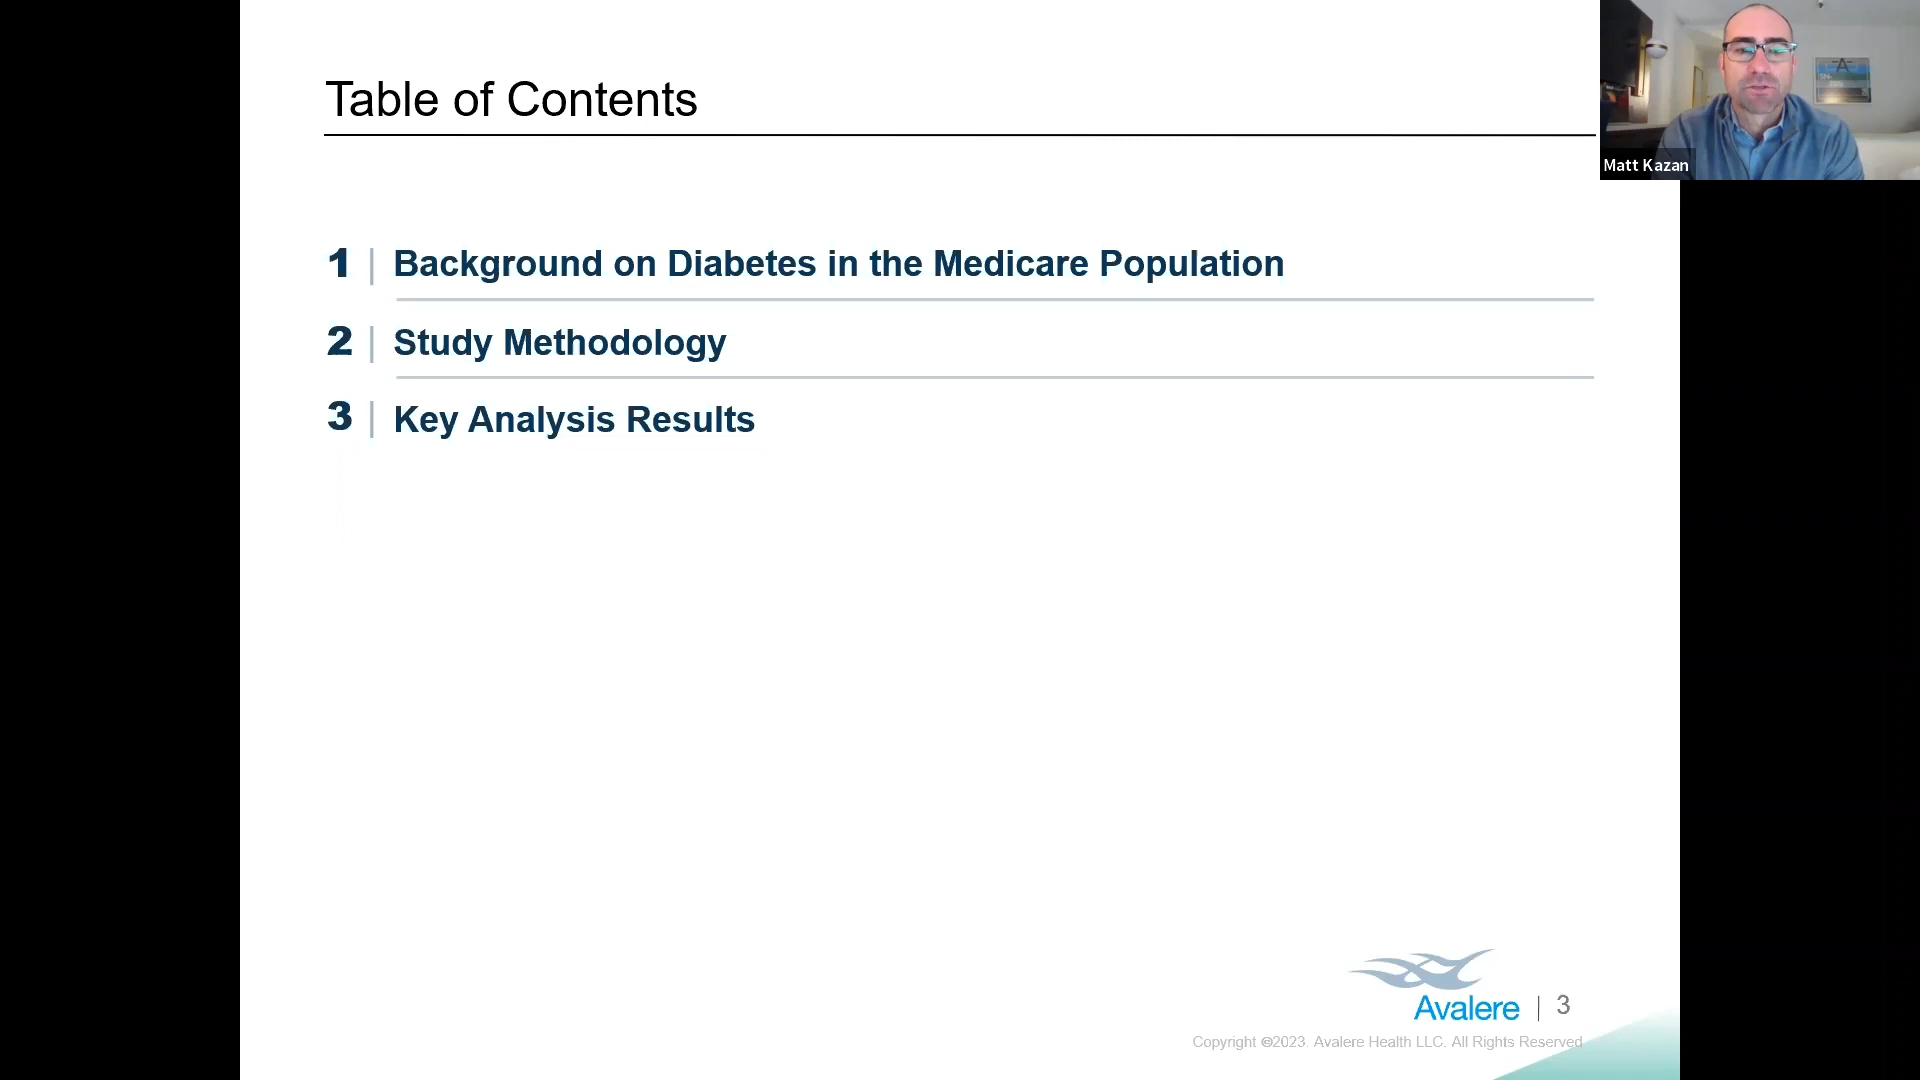 Table of Contents
Matt Kazan
1 | Background on Diabetes in the Medicare Population
2 | Study Methodology
3 | Key Analysis Results
Avalere | 3
Copyright ©2023. Avalere Health LLC. All Rights Reserved